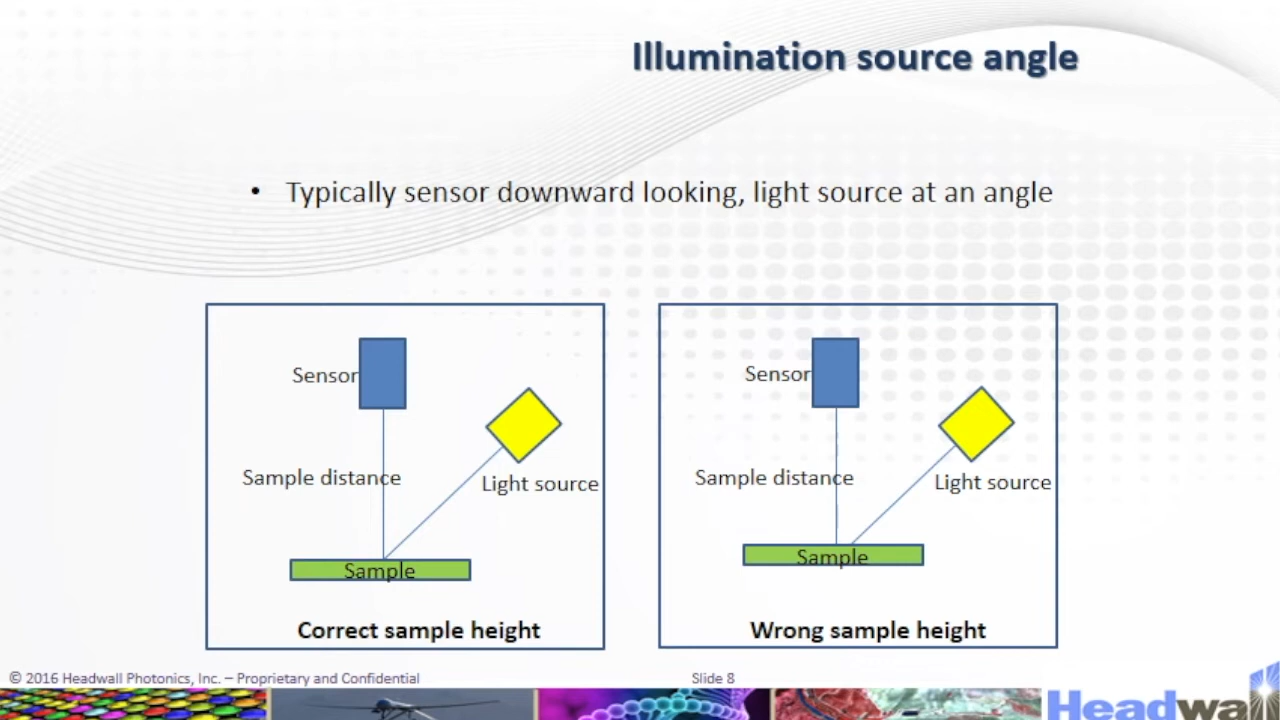 Illumination source angle
• Typically sensor downward looking, light source at an angle
Sensor
Sample distance
Light source
Sample
Correct sample height
Sensor
Sample distance
Light source
Sample
Wrong sample height
© 2016 Headwall Photonics, Inc. – Proprietary and Confidential
Slide 8
Headwall